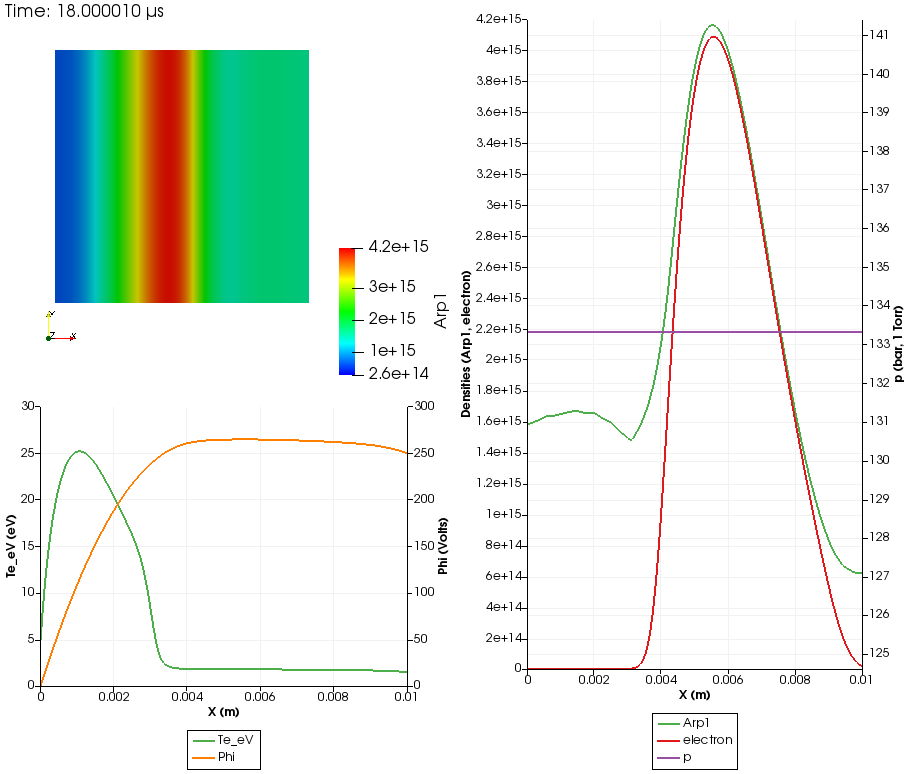 Time: 18.000010 µs
4.2e+15
3e+15
2e+15
1e+15
2.6e+14
Arp1
Y
Z
X
30
25
20
15
10
5
0
Te_eV (eV)
300
250
200
150
100
50
0
Phi (Volts)
0
0.002
0.004
0.006
0.008
0.01
X (m)
Te_eV
Phi
4.2e+15
4e+15
3.8e+15
3.6e+15
3.4e+15
3.2e+15
3e+15
2.8e+15
2.6e+15
2.4e+15
2.2e+15
2e+15
1.8e+15
1.6e+15
1.4e+15
1.2e+15
1e+15
8e+14
6e+14
4e+14
2e+14
0
Densities (Arp1, electron)
141
140
139
138
137
136
135
134
133
132
131
130
129
128
127
126
125
p (bar, 1 Torr)
0
0.002
0.004
0.006
0.008
0.01
X (m)
Arp1
electron
p